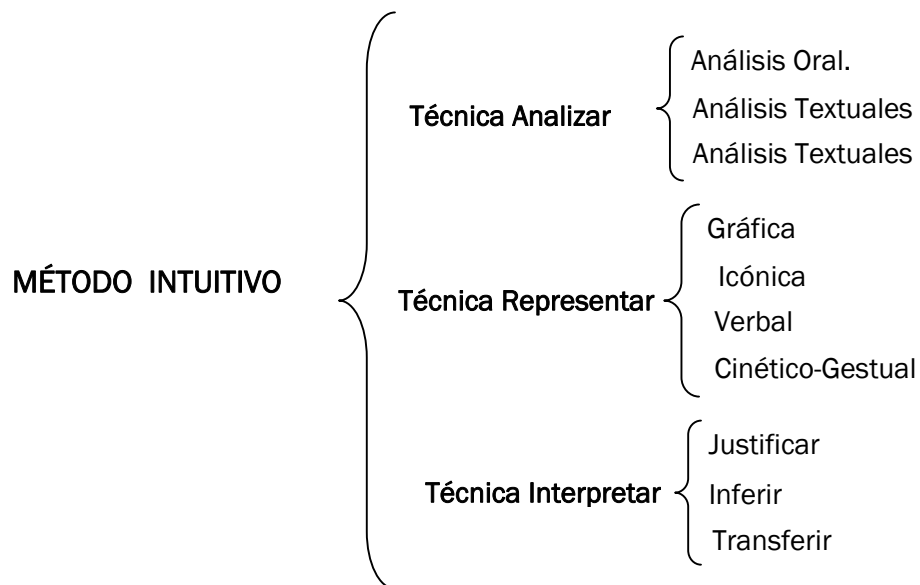 MÉTODO INTUITIVO
Técnica Analizar
Análisis Oral.
Análisis Textuales
Análisis Textuales
Técnica Representar
Gráfica
Icónica
Verbal
Cinético-Gestual
Técnica Interpretar
Justificar
Inferir
Transferir